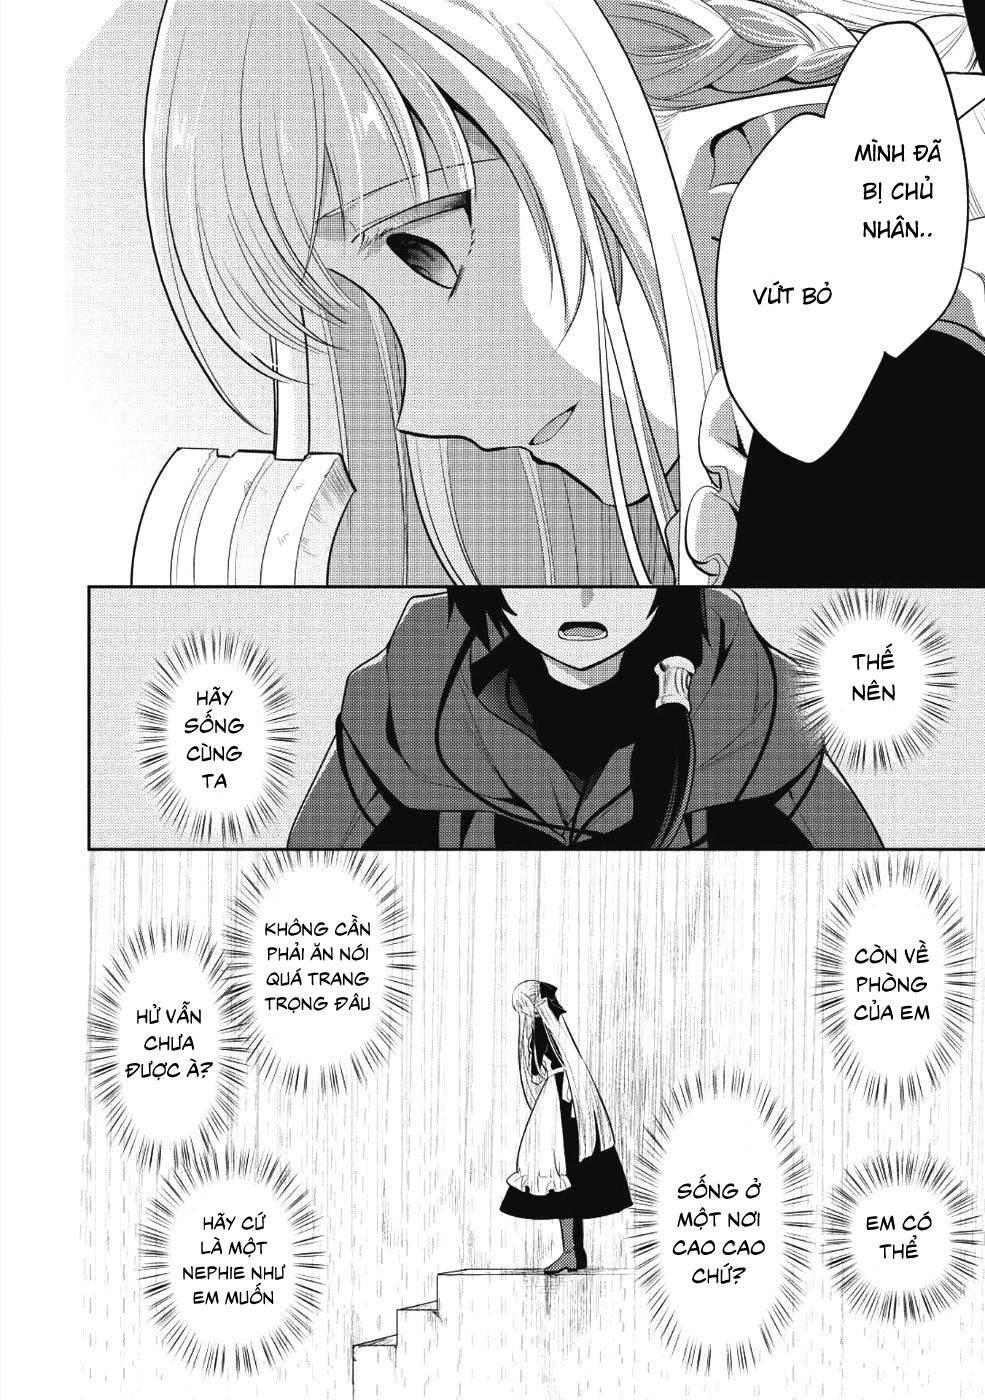 MÌNH ĐÃ
BỊ CHỦ
NHÂN..
VỨT BỎ
THẾ
NÊN
HÃY
SỐNG
CÙNG
TA
CÒN VỀ
PHÒNG
CỦA EM
KHÔNG CẦN
PHẢI ĂN NÓI
QUÁ TRANG
TRỌNG ĐÂU
HỬ VẪN
CHƯA
ĐƯỢC À?
EM CÓ
THỂ
SỐNG Ở
MỘT NƠI
CAO CAO
CHỨ?
HÃY CỨ
LÀ MỘT
NEPHIE NHƯ
EM MUỐN